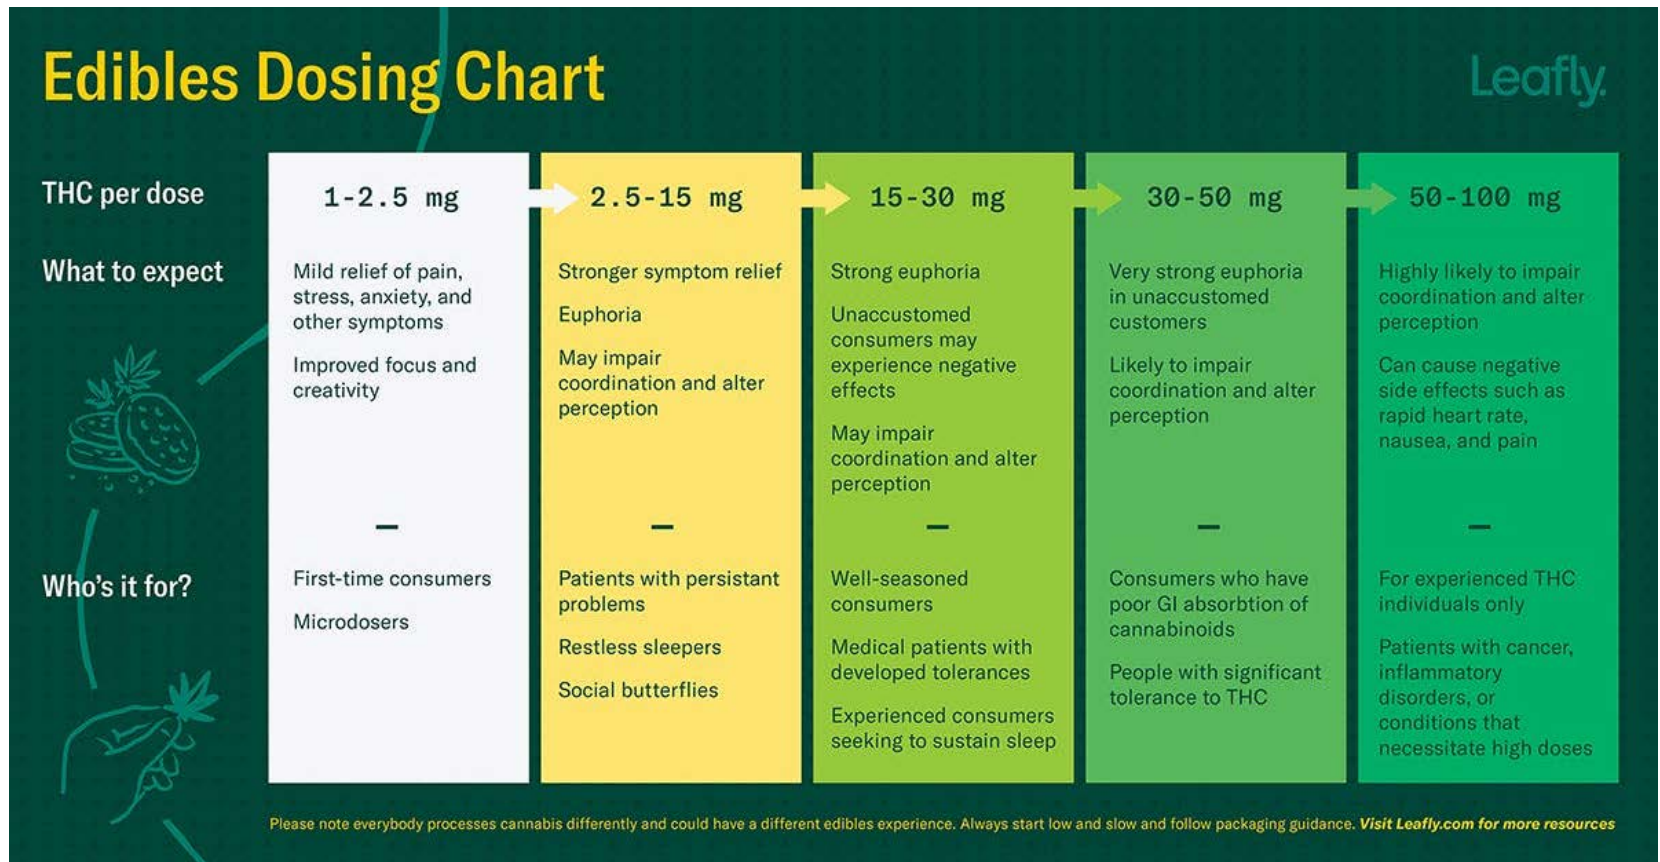 Edibles Dosing Chart
Leafly.
THC per dose
1-2.5 mg
2.5-15 mg
15-30 mg
30-50 mg
50-100 mg
What to expect
Mild relief of pain,
stress, anxiety, and
other symptoms
Improved focus and
creativity
Stronger symptom relief
Euphoria
May impair
coordination and alter
perception
Strong euphoria
Unaccustomed
consumers may
experience negative
effects
May impair
coordination and alter
perception
Very strong euphoria
in unaccustomed
customers
Likely to impair
coordination and alter
perception
Highly likely to impair
coordination and alter
perception
Can cause negative
side effects such as
rapid heart rate,
nausea, and pain
Who's it for?
First-time consumers
Microdosers
Patients with persistant
problems
Restless sleepers
Social butterflies
Well-seasoned
consumers
Medical patients with
developed tolerances
Experienced consumers
seeking to sustain sleep
Consumers who have
poor GI absorbtion of
cannabinoids
People with significant
tolerance to THC
For experienced THC
individuals only
Patients with cancer,
inflammatory
disorders, or
conditions that
necessitate high doses
Please note everybody processes cannabis differently and could have a different edibles experience. Always start low and slow and follow packaging guidance. Visit Leafly.com for more resources